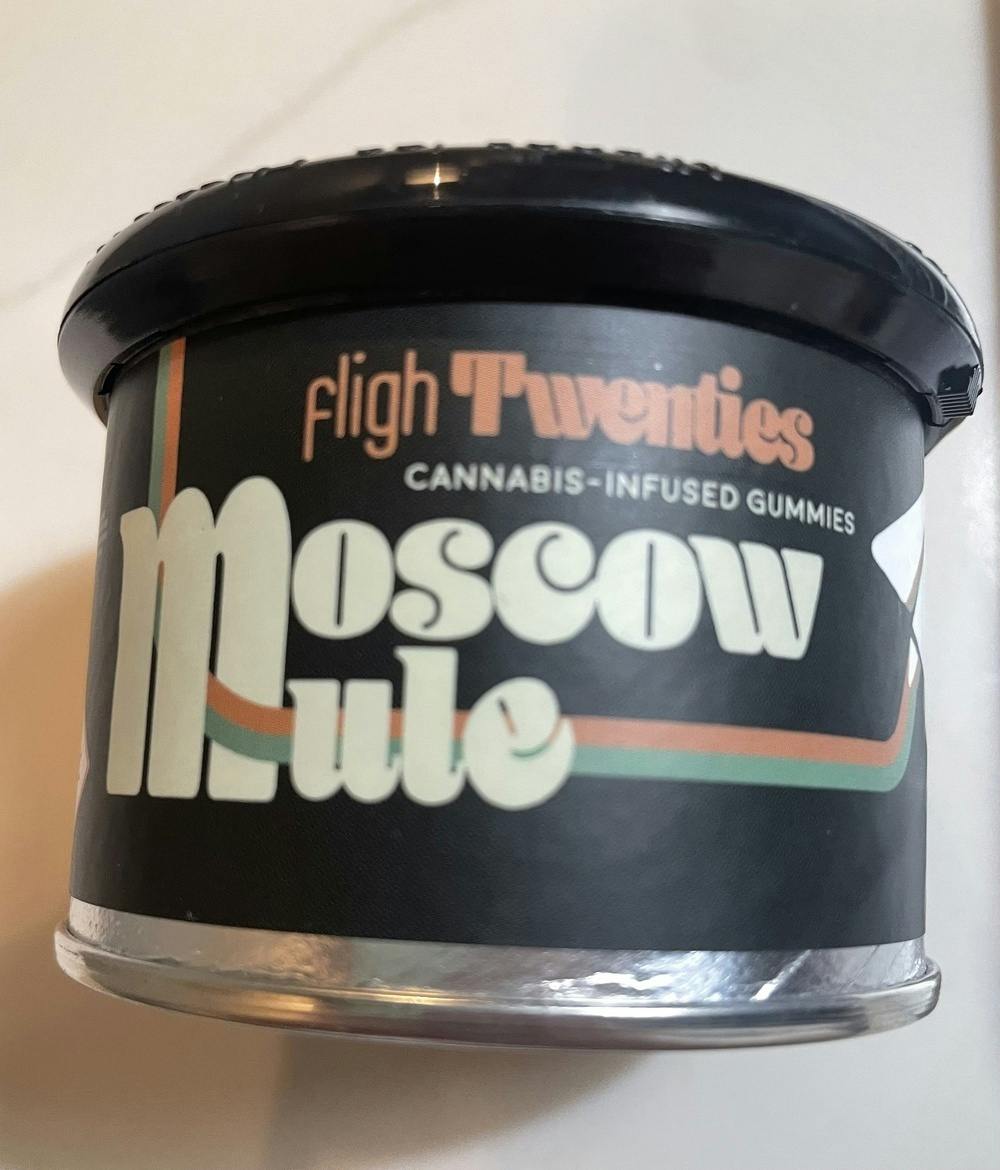 fligh Twenties
CANNABIS-INFUSED GUMMIES
Moscow
Mule